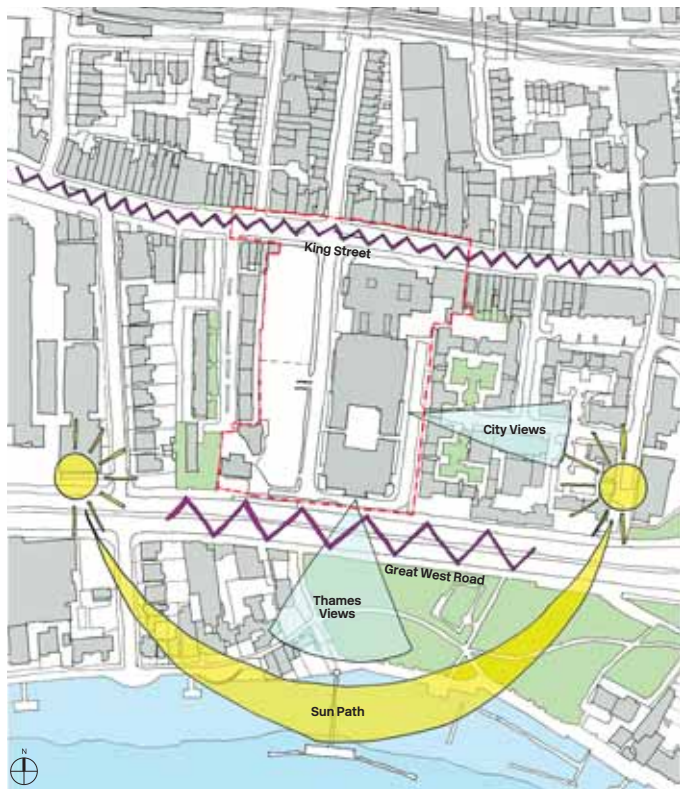 King Street
City Views
Great West Road
Thames
Views
Sun Path
N